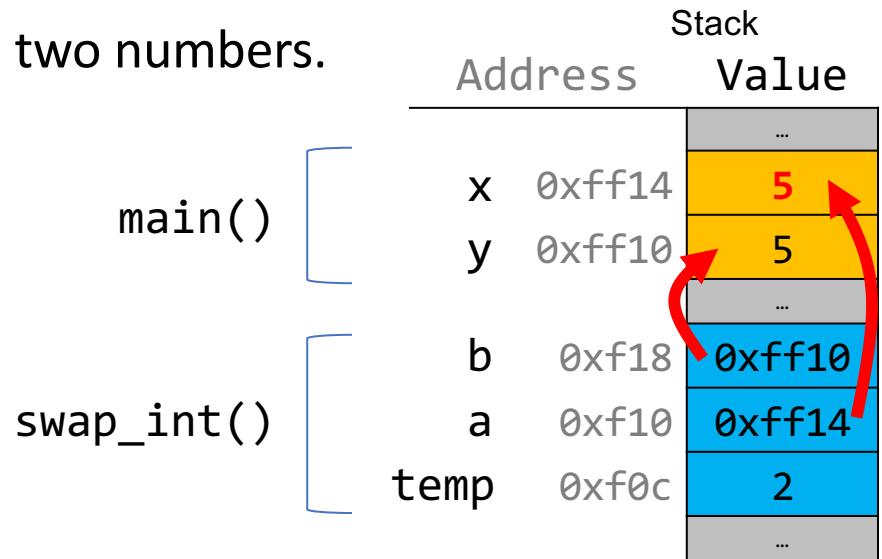 Stack
two numbers.
Address Value
…
x 0xff14 5
main()
y 0xff10 5
…
b 0xf18 0xff10
swap_int() a 0xf10 0xff14
temp 0xf0c 2
…